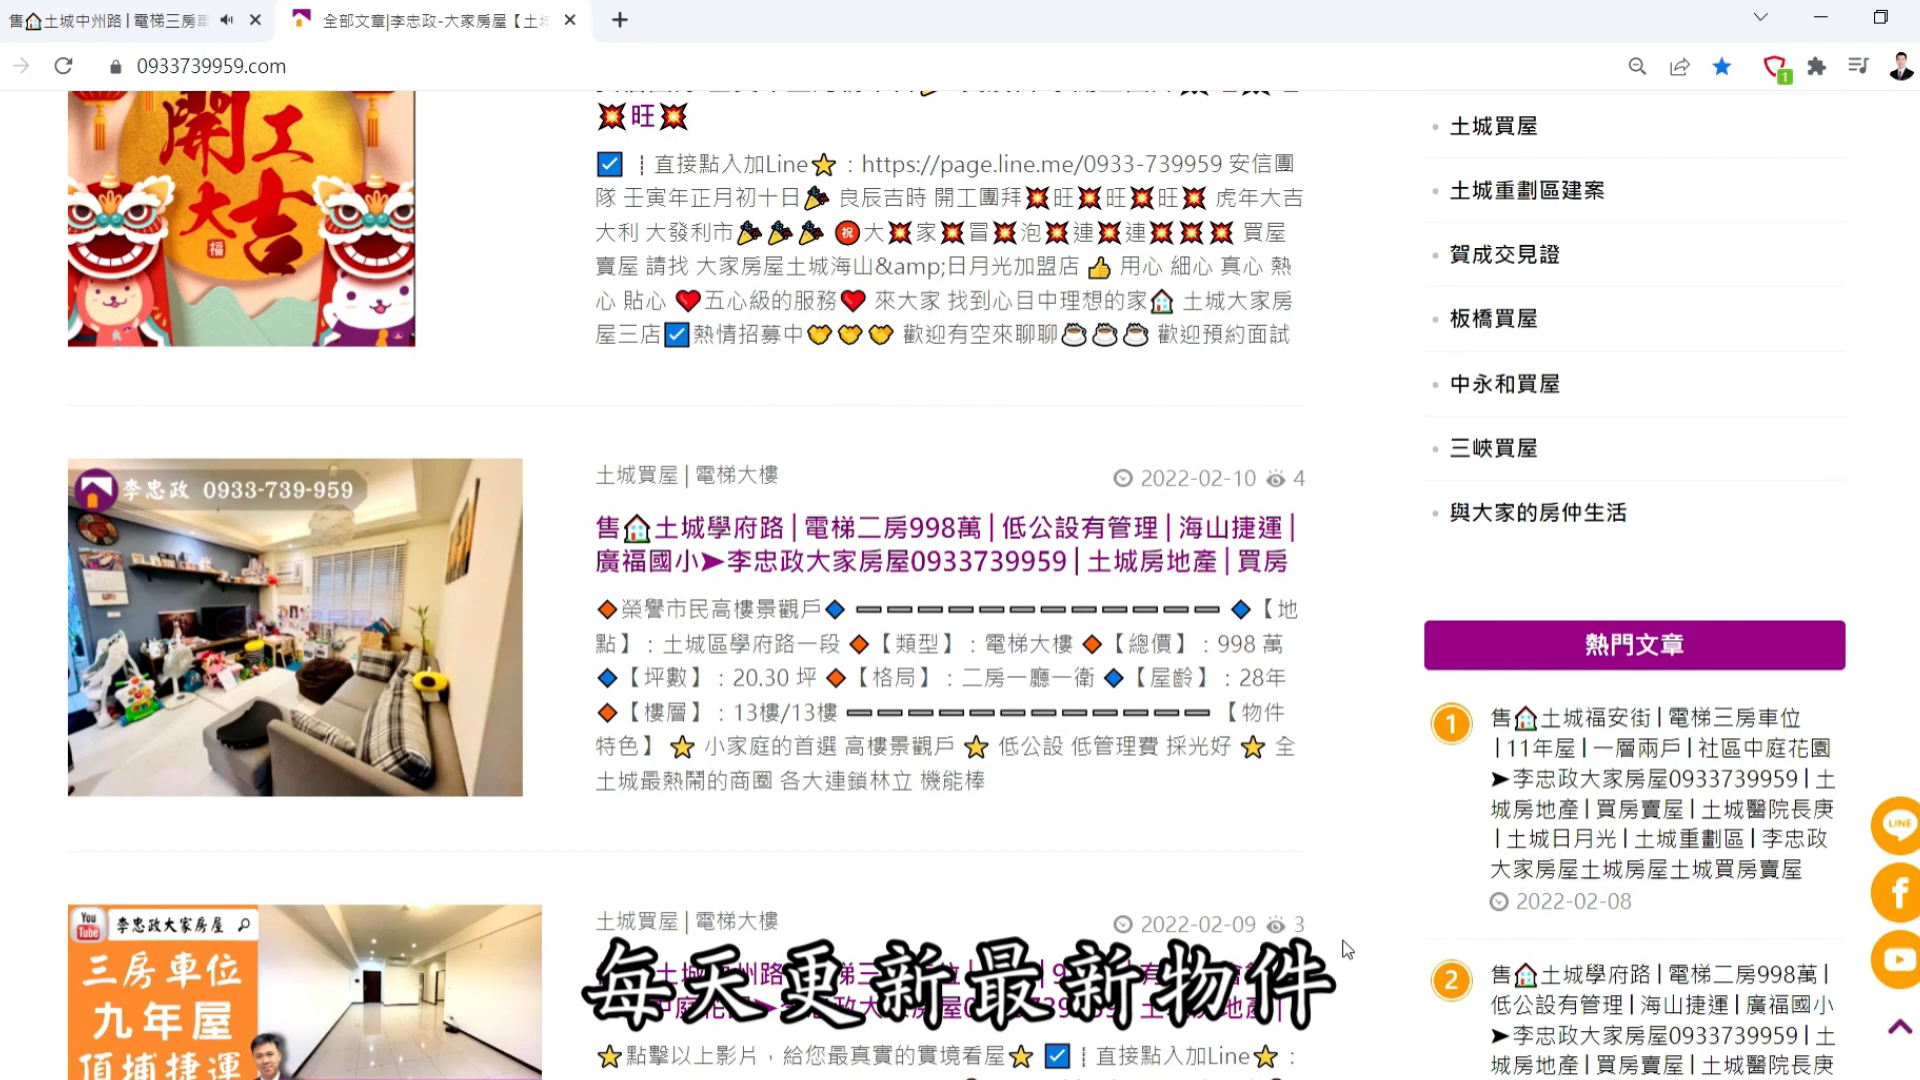 售🏠土城中州路 | 電梯三房車
全部文章|李忠政-大家房屋【土城
0933739959.com
1
開工大吉
福
💥旺💥
☑️┆直接點入加Line⭐：https://page.line.me/0933-739959 安信團
隊 壬寅年正月初十日🎉 良辰吉時 開工團拜💥旺💥旺💥旺💥 虎年大吉
大利 大發利市🎉🎉🎉 ㊗️大💥家💥冒💥泡💥連💥連💥💥💥 買屋
賣屋 請找 大家房屋土城海山&amp;日月光加盟店👍 用心 細心 真心 熱
心 貼心 ❤️五心級的服務❤️ 來大家 找到心目中理想的家🏠 土城大家房
屋三店☑️熱情招募中🤝🤝🤝 歡迎有空來聊聊☕☕☕ 歡迎預約面試
李忠政 0933-739-959
土城買屋 | 電梯大樓
2022-02-10 4
售🏠土城學府路 | 電梯二房998萬 | 低公設有管理 | 海山捷運 |
廣福國小➤李忠政大家房屋0933739959 | 土城房地產 | 買房
🔶榮譽市民高樓景觀戶🔷 ➖➖➖➖➖➖➖➖➖➖➖➖ 🔷【地
點】：土城區學府路一段 🔶【類型】：電梯大樓 🔶【總價】：998 萬
🔷【坪數】：20.30 坪 🔶【格局】：二房一廳一衛 🔷【屋齡】：28年
🔶【樓層】：13樓/13樓 ➖➖➖➖➖➖➖➖➖➖➖➖ 【物件
特色】 ⭐ 小家庭的首選 高樓景觀戶 ⭐ 低公設 低管理費 採光好 ⭐ 全
土城最熱鬧的商圈 各大連鎖林立 機能棒
You Tube 李忠政大家房屋
三房車位
九年屋
頂埔捷運
土城買屋 | 電梯大樓
2022-02-09 3
每天更新最新物件
⭐點擊以上影片，給您最真實的實境看屋⭐ ☑️┆直接點入加Line⭐：
土城買屋
土城重劃區建案
賀成交見證
板橋買屋
中永和買屋
三峽買屋
與大家的房仲生活
熱門文章
1
售🏠土城福安街 | 電梯三房車位
| 11年屋 | 一層兩戶 | 社區中庭花園
➤李忠政大家房屋0933739959 | 土
城房地產 | 買房賣屋 | 土城醫院長庚
| 土城日月光 | 土城重劃區 | 李忠政
大家房屋土城房屋土城買房賣屋
2022-02-08
2
售🏠土城學府路 | 電梯二房998萬 |
低公設有管理 | 海山捷運 | 廣福國小
➤李忠政大家房屋0933739959 | 土
城房地產 | 買房賣屋 | 土城醫院長庚
LINE